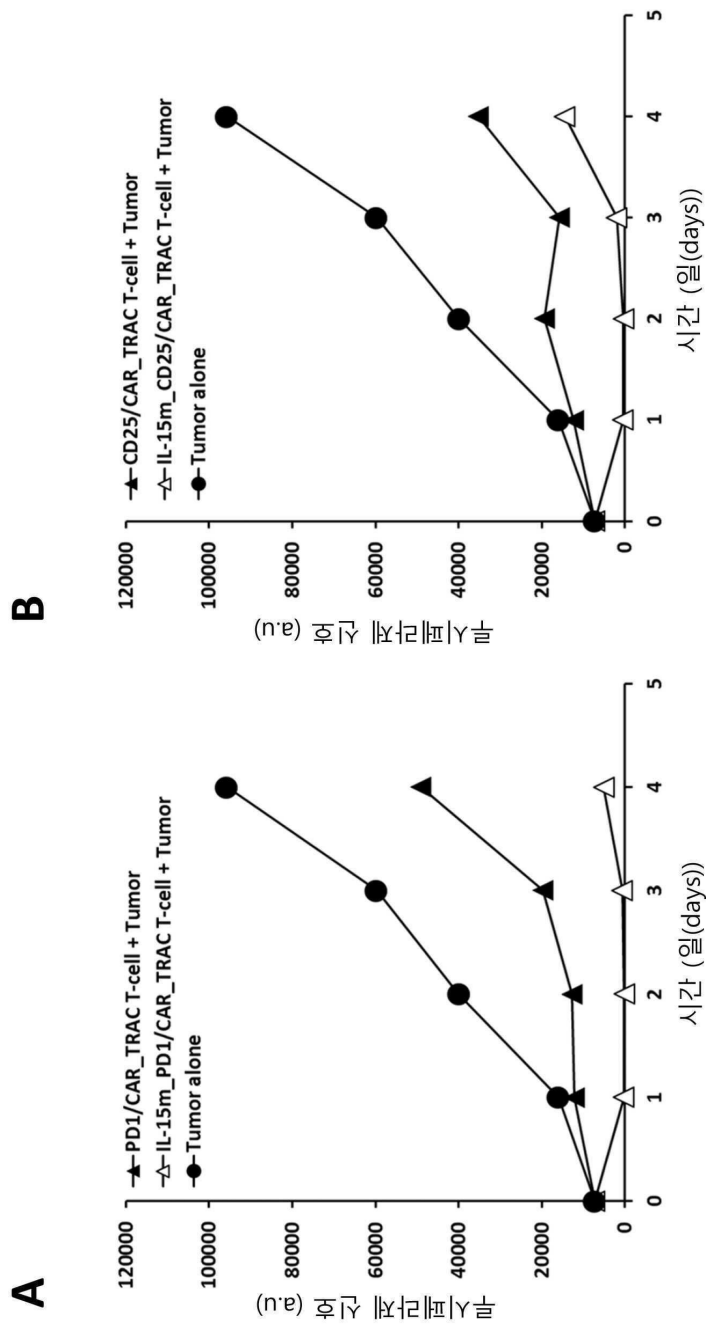 A
120000
100000
80000
60000
40000
20000
0
루시페라제 신호 (a.u)
PD1/CAR_TRAC T-cell + Tumor
IL-15m_PD1/CAR_TRAC T-cell + Tumor
Tumor alone
0 1 2 3 4 5
시간 (일(days))
B
120000
100000
80000
60000
40000
20000
0
루시페라제 신호 (a.u)
CD25/CAR_TRAC T-cell + Tumor
IL-15m_CD25/CAR_TRAC T-cell + Tumor
Tumor alone
0 1 2 3 4 5
시간 (일(days))